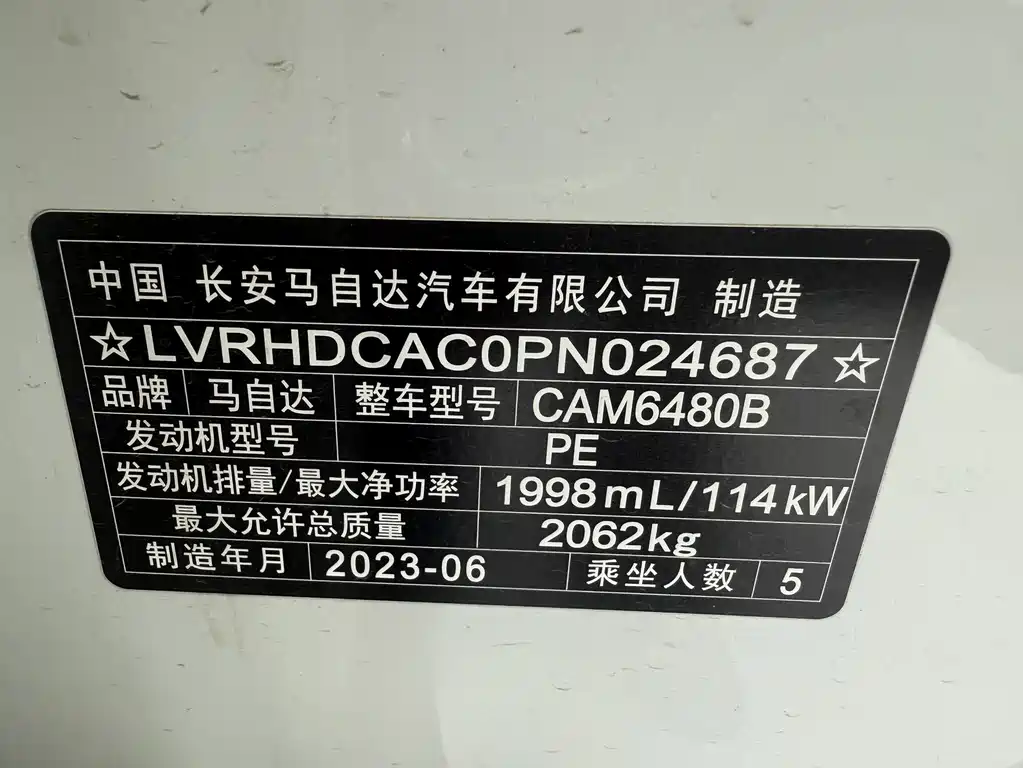 中国 长安马自达汽车有限公司 制造
☆LVRHDCAC0PN024687☆
品牌 马自达 整车型号 CAM6480B
发动机型号 PE
发动机排量/最大净功率 1998mL/114kW
最大允许总质量 2062kg
制造年月 2023-06 乘坐人数 5